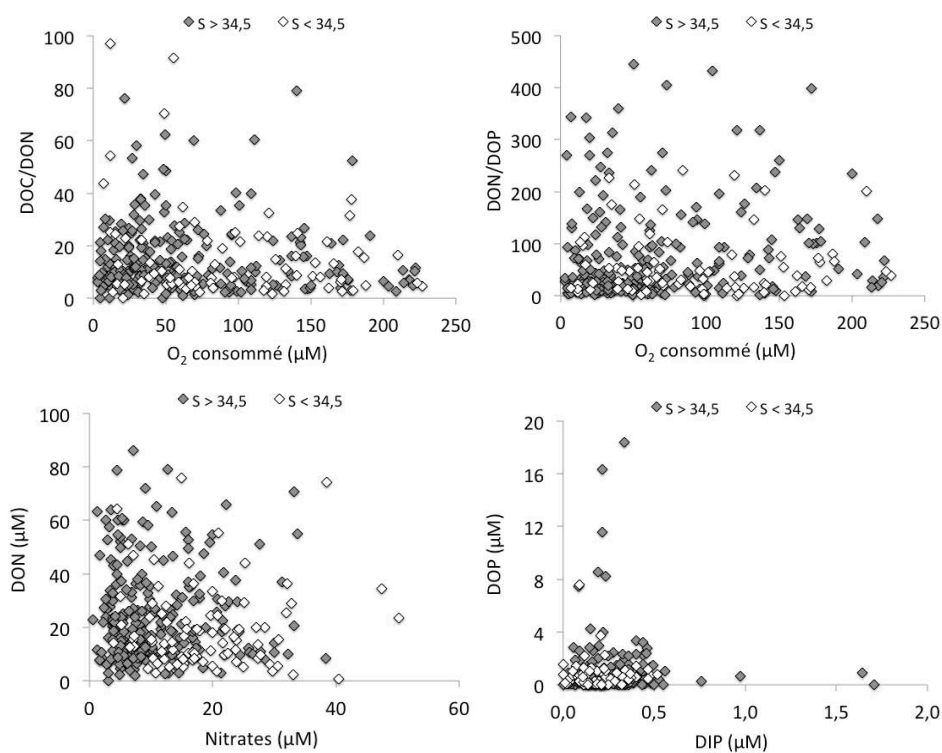 S > 34,5 S < 34,5
100
80
60
40
20
0
DOC/DON
0 50 100 150 200 250
O₂ consommé (µM)
S > 34,5 S < 34,5
500
400
300
200
100
0
DON/DOP
0 50 100 150 200 250
O₂ consommé (µM)
S > 34,5 S < 34,5
100
80
60
40
20
0
DON (µM)
0 20 40 60
Nitrates (µM)
S > 34,5 S < 34,5
20
16
12
8
4
0
DOP (µM)
0,0 0,5 1,0 1,5 2,0
DIP (µM)